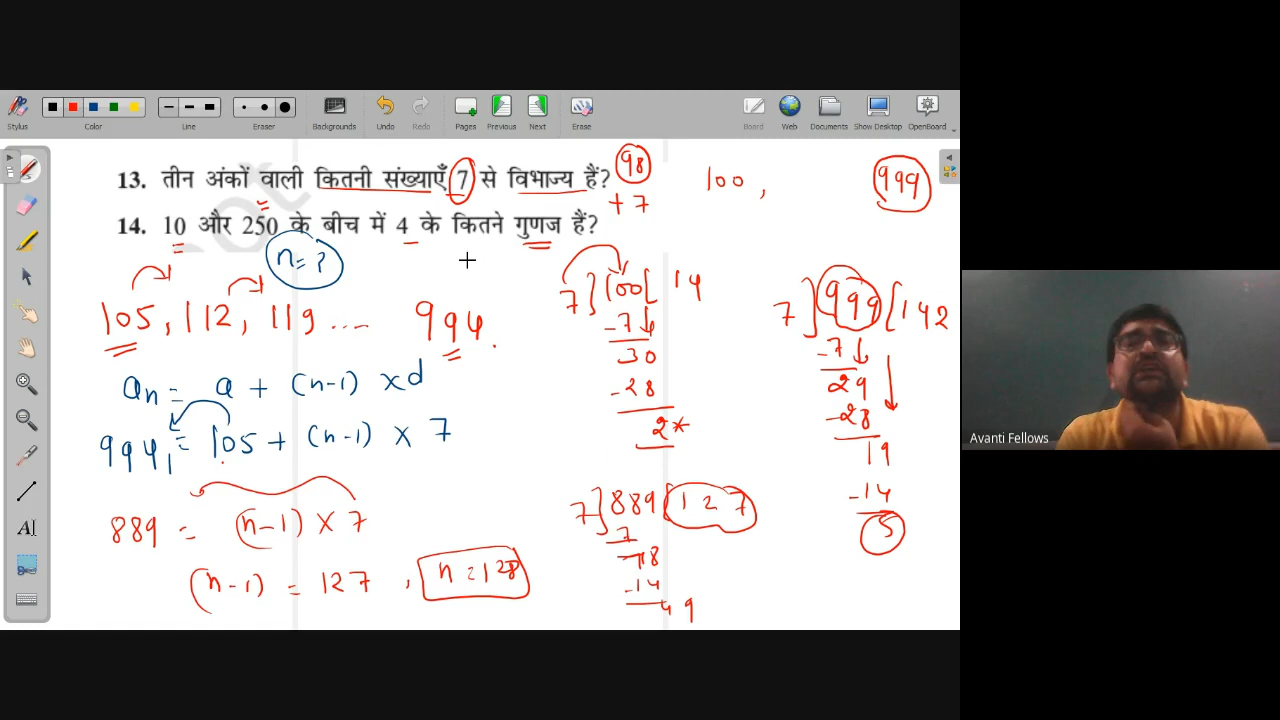 Stylus
Color
Line
Eraser
Backgrounds
Undo
Redo
Pages
Previous
Next
Erase
Board
Web
Documents
Show Desktop
OpenBoard
13. तीन अंकों वाली कितनी संख्याएँ 7 से विभाज्य हैं?
98
+ 7
100,
999
14. 10 और 250 के बीच में 4 के कितने गुणज हैं?
n = ?
105, 112, 119 .... 994.
an = a + (n-1) xd
994 = 105 + (n-1) x 7
889 = (n-1) x 7
(n-1) = 127, n = 128
7 ) 100 ( 14
-7
30
-28
2*
7 ) 889 ( 127
7
18
-14
49
7 ) 999 ( 142
-7
29
-28
19
-14
5
Avanti Fellows